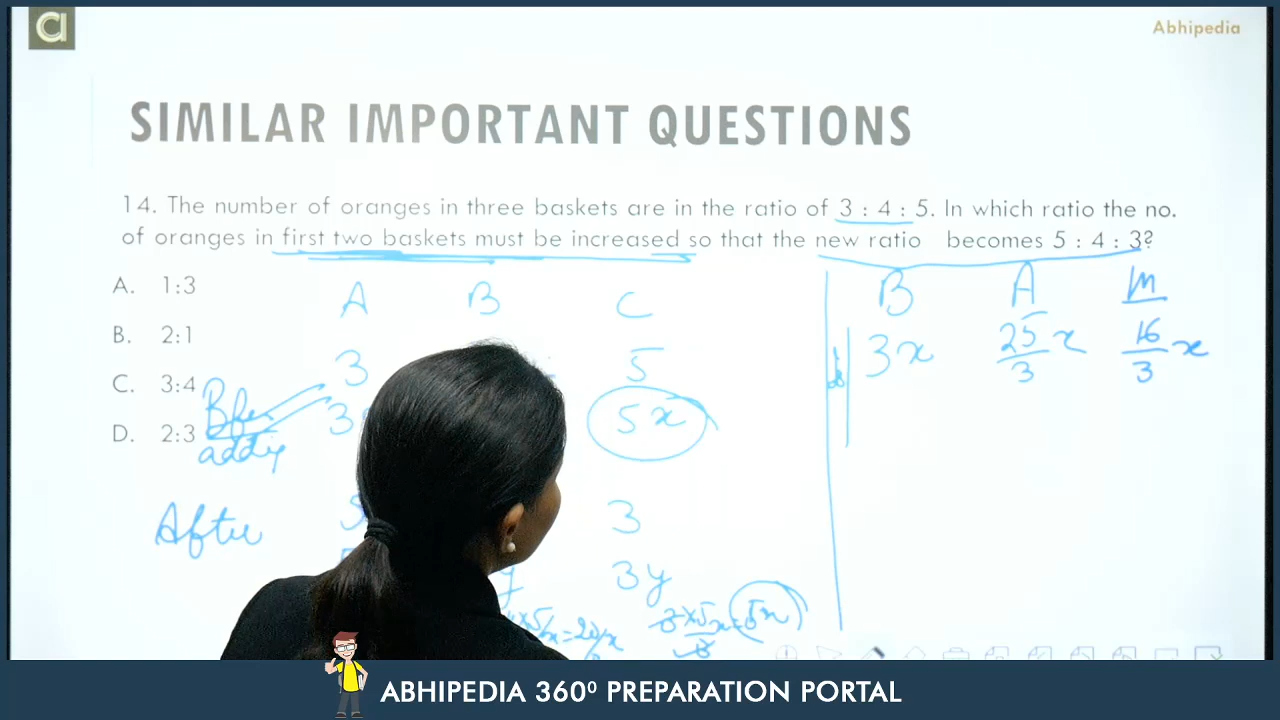 a
Abhipedia
SIMILAR IMPORTANT QUESTIONS
14. The number of oranges in three baskets are in the ratio of 3 : 4 : 5. In which ratio the no.
of oranges in first two baskets must be increased so that the new ratio becomes 5 : 4 : 3?
A. 1:3
B. 2:1
C. 3:4
D. 2:3
A B C
3 5
3 5x
After
3
3y
B A M
3x 25/3 x 16/3 x
ABHIPEDIA 360⁰ PREPARATION PORTAL